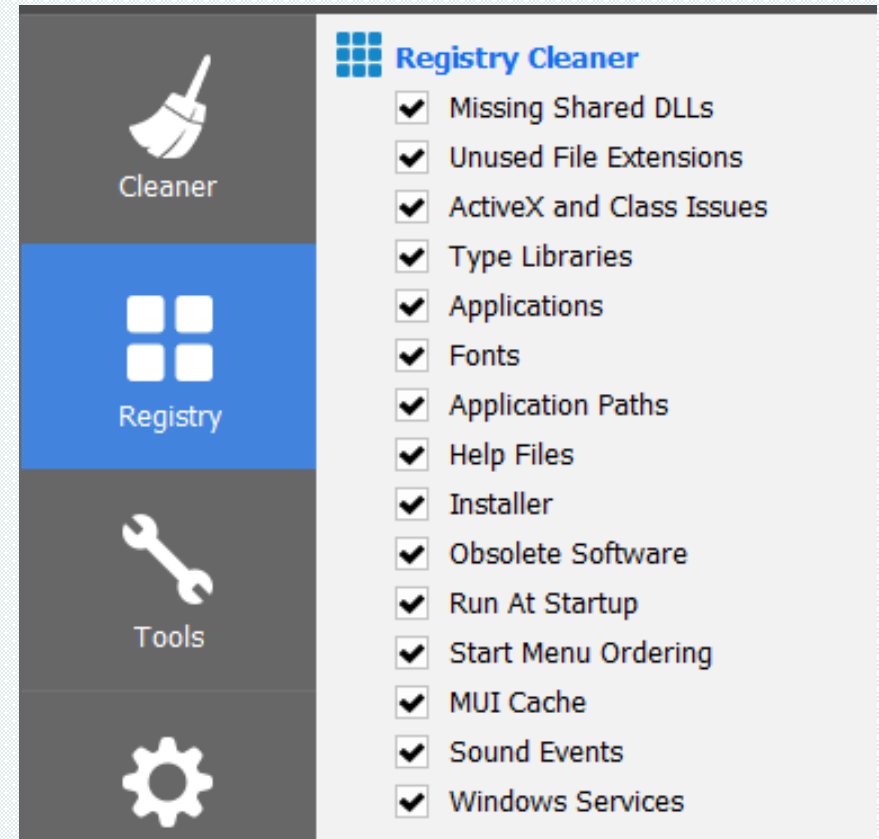 Cleaner
Registry
Tools
Registry Cleaner
Missing Shared DLLs
Unused File Extensions
ActiveX and Class Issues
Type Libraries
Applications
Fonts
Application Paths
Help Files
Installer
Obsolete Software
Run At Startup
Start Menu Ordering
MUI Cache
Sound Events
Windows Services